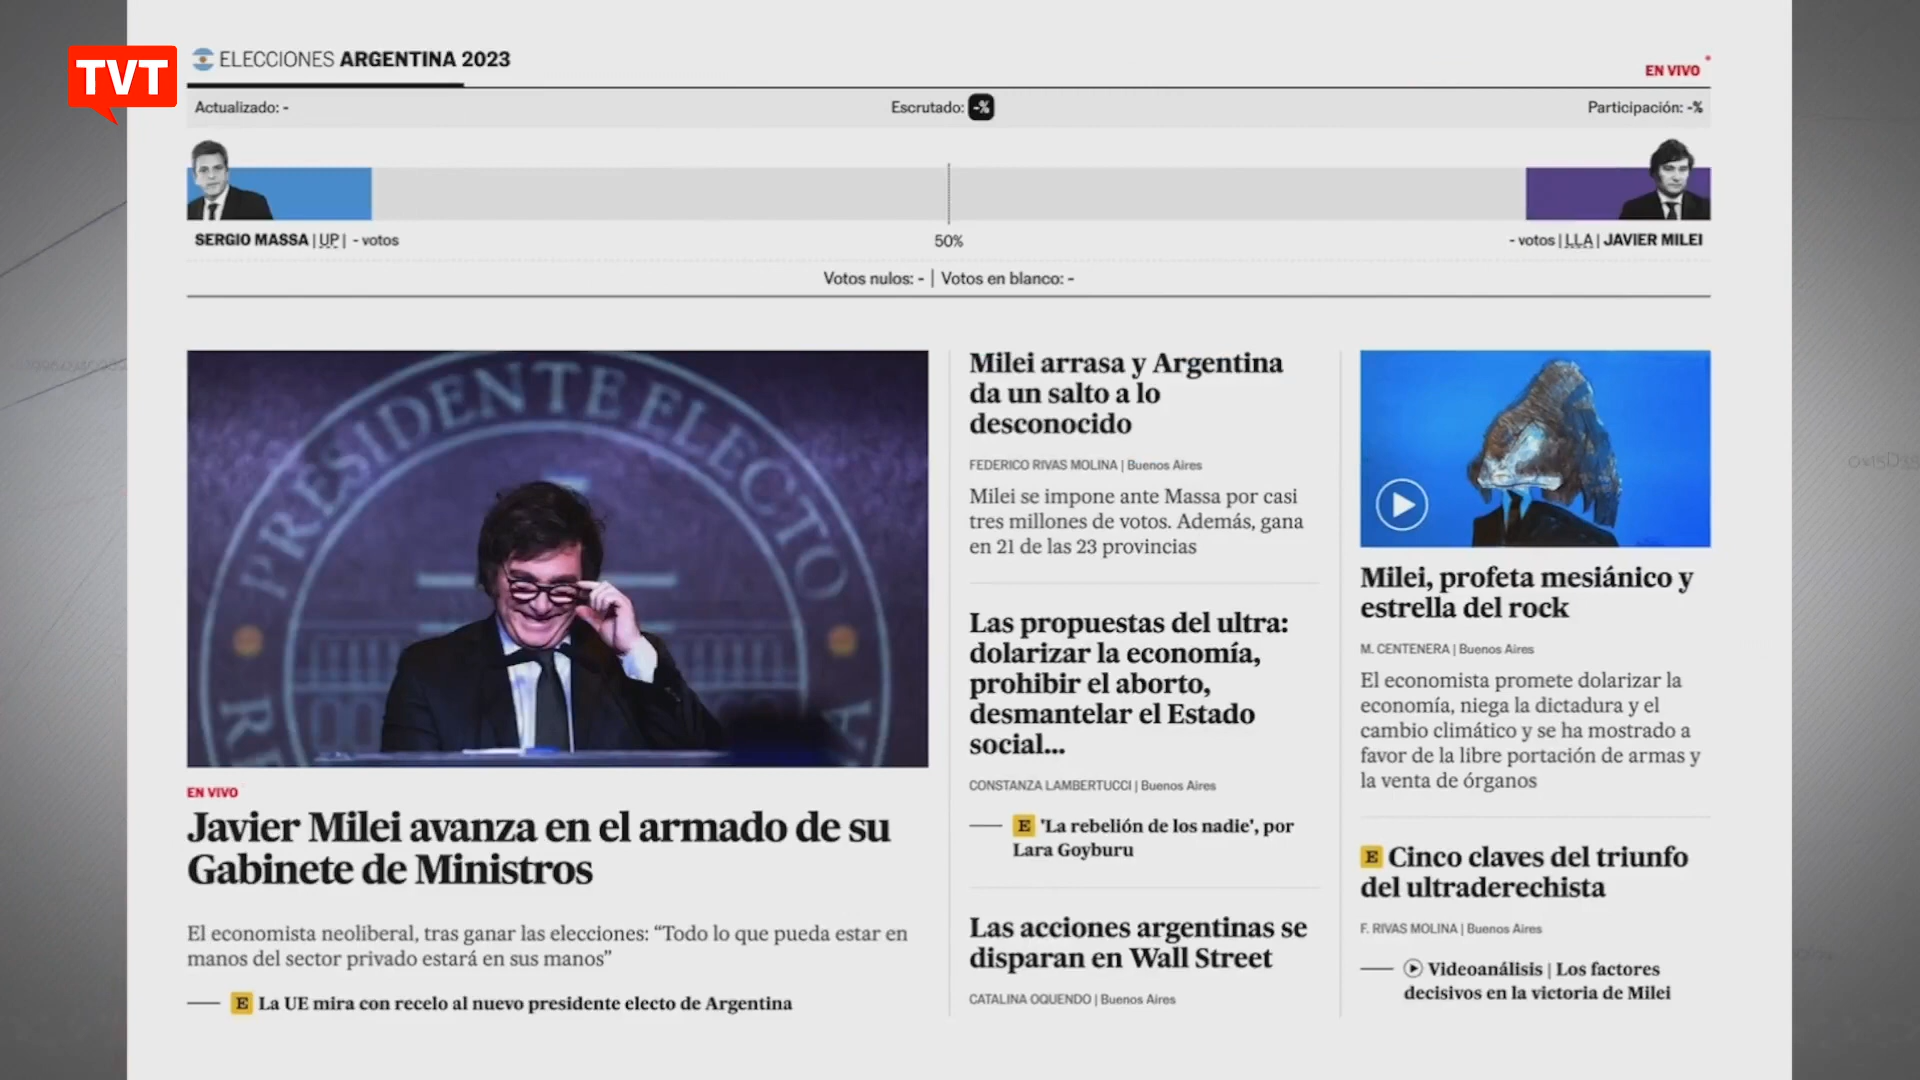 TVT
ELECCIONES ARGENTINA 2023
EN VIVO
Actualizado: -
Escrutado: -%
Participación: -%
SERGIO MASSA | UP | - votos
50%
- votos | LLA | JAVIER MILEI
Votos nulos: - | Votos en blanco: -
PRESIDENTE ELECTO
EN VIVO
Javier Milei avanza en el armado de su
Gabinete de Ministros
El economista neoliberal, tras ganar las elecciones: “Todo lo que pueda estar en
manos del sector privado estará en sus manos”
E La UE mira con recelo al nuevo presidente electo de Argentina
Milei arrasa y Argentina
da un salto a lo
desconocido
FEDERICO RIVAS MOLINA | Buenos Aires
Milei se impone ante Massa por casi
tres millones de votos. Además, gana
en 21 de las 23 provincias
Las propuestas del ultra:
dolarizar la economía,
prohibir el aborto,
desmantelar el Estado
social...
CONSTANZA LAMBERTUCCI | Buenos Aires
E 'La rebelión de los nadie', por
Lara Goyburu
Las acciones argentinas se
disparan en Wall Street
CATALINA OQUENDO | Buenos Aires
Milei, profeta mesiánico y
estrella del rock
M. CENTENERA | Buenos Aires
El economista promete dolarizar la
economía, niega la dictadura y el
cambio climático y se ha mostrado a
favor de la libre portación de armas y
la venta de órganos
E Cinco claves del triunfo
del ultraderechista
F. RIVAS MOLINA | Buenos Aires
Videoanálisis | Los factores
decisivos en la victoria de Milei